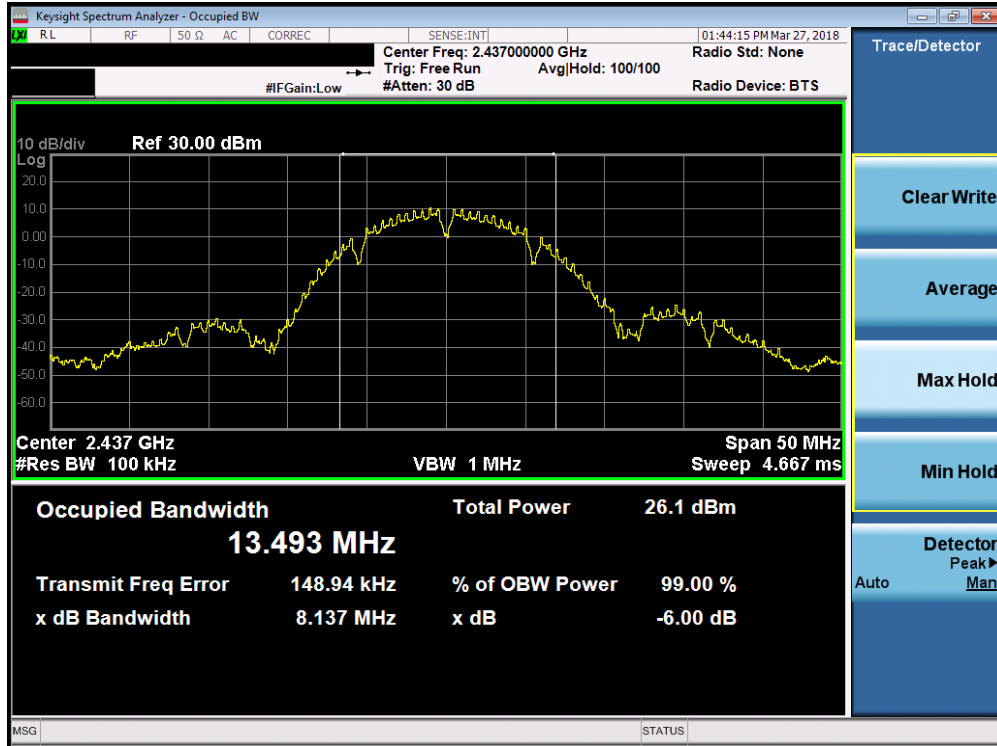 Keysight Spectrum Analyzer - Occupied BW
LXI RL RF 50 Ω AC CORREC SENSE:INT 01:44:15 PM Mar 27, 2018
Center Freq: 2.437000000 GHz Radio Std: None
Trig: Free Run Avg|Hold: 100/100
#IFGain:Low #Atten: 30 dB Radio Device: BTS
10 dB/div Ref 30.00 dBm
Log
20.0
10.0
0.00
-10.0
-20.0
-30.0
-40.0
-50.0
-60.0
Center 2.437 GHz Span 50 MHz
#Res BW 100 kHz VBW 1 MHz Sweep 4.667 ms
Occupied Bandwidth Total Power 26.1 dBm
13.493 MHz
Transmit Freq Error 148.94 kHz % of OBW Power 99.00 %
x dB Bandwidth 8.137 MHz x dB -6.00 dB
MSG STATUS
Trace/Detector
Clear Write
Average
Max Hold
Min Hold
Detector
Peak▶
Auto Man